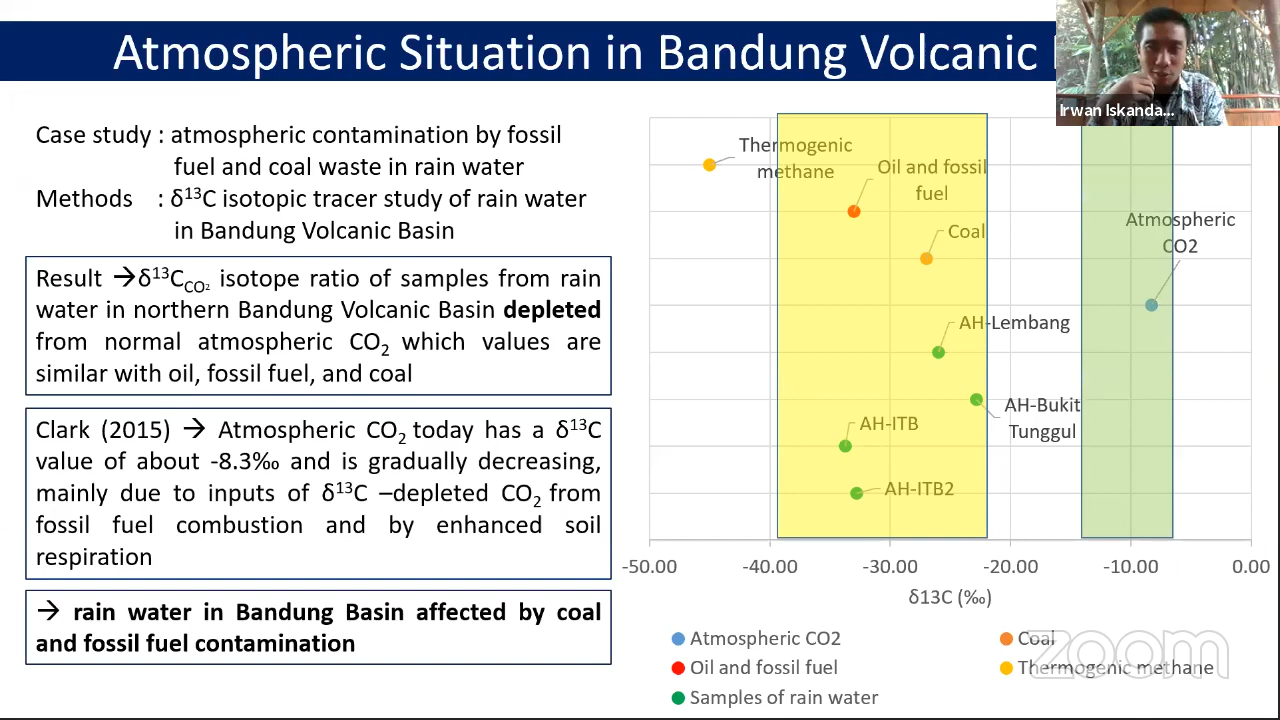 Atmospheric Situation in Bandung Volcanic
Irwan Iskanda...
Case study : atmospheric contamination by fossil
fuel and coal waste in rain water
Methods : δ¹³C isotopic tracer study of rain water
in Bandung Volcanic Basin
Result →δ¹³C_CO₂ isotope ratio of samples from rain
water in northern Bandung Volcanic Basin depleted
from normal atmospheric CO₂ which values are
similar with oil, fossil fuel, and coal
Clark (2015) → Atmospheric CO₂ today has a δ¹³C
value of about -8.3‰ and is gradually decreasing,
mainly due to inputs of δ¹³C –depleted CO₂ from
fossil fuel combustion and by enhanced soil
respiration
→ rain water in Bandung Basin affected by coal
and fossil fuel contamination
Thermogenic
methane
Oil and fossil
fuel
Coal
Atmospheric
CO2
AH-Lembang
AH-Bukit
Tunggul
AH-ITB
AH-ITB2
-50.00 -40.00 -30.00 -20.00 -10.00 0.00
δ13C (‰)
Atmospheric CO2
Coal
Oil and fossil fuel
Thermogenic methane
Samples of rain water
zoom